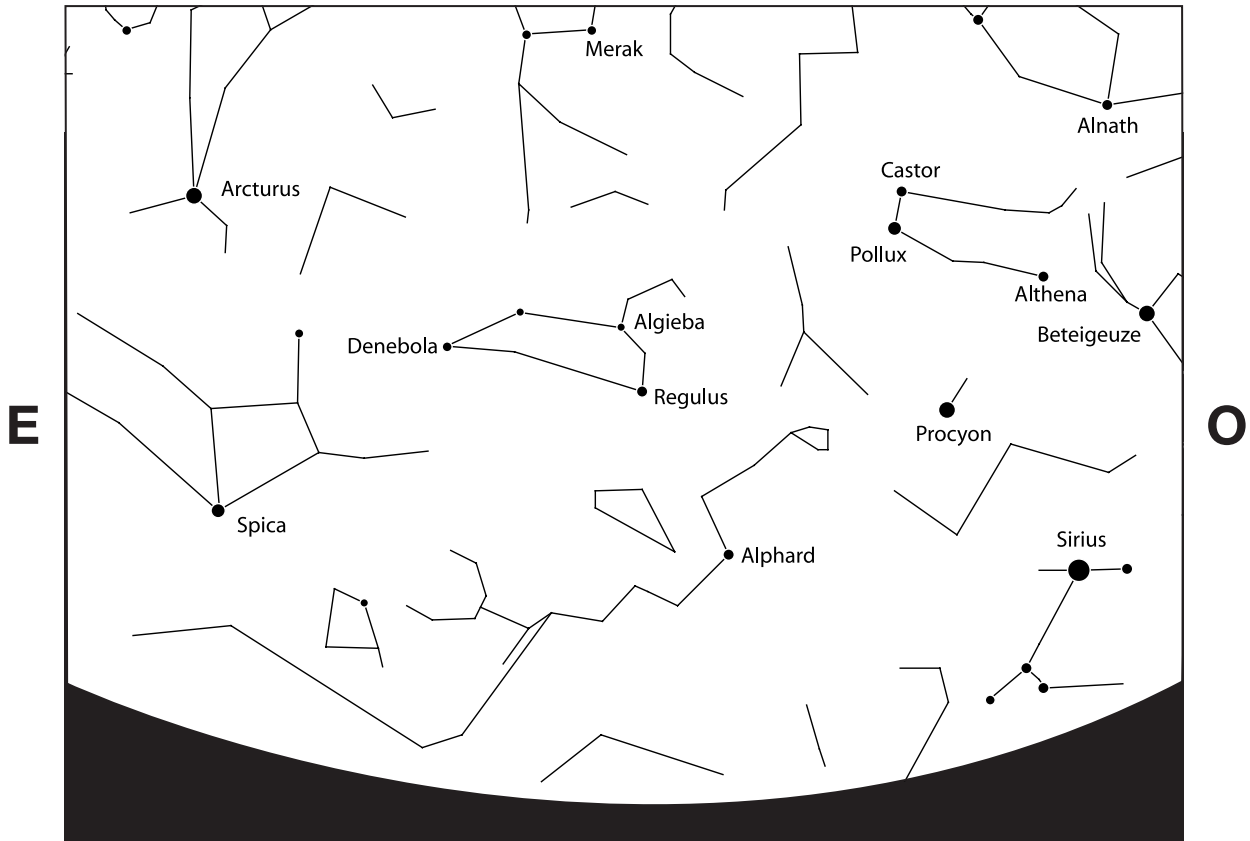 Merak
Alnath
Castor
Arcturus
Pollux
Althena
Algieba
Beteigeuze
Denebola
Regulus
E
O
Procyon
Spica
Sirius
Alphard